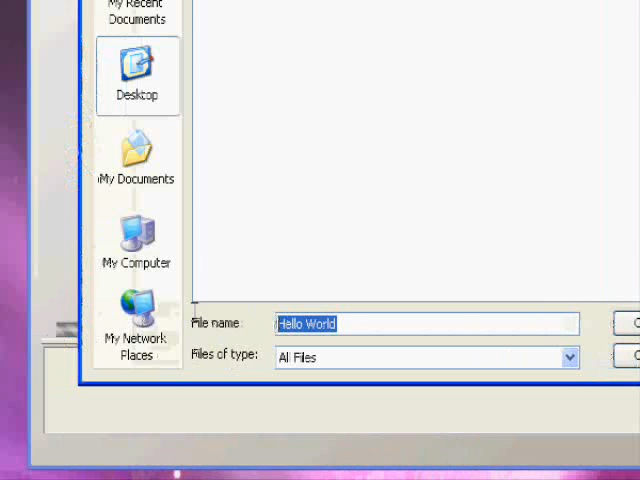 My Recent
Documents
Desktop
My Documents
My Computer
My Network
Places
File name:
Hello World
Files of type:
All Files